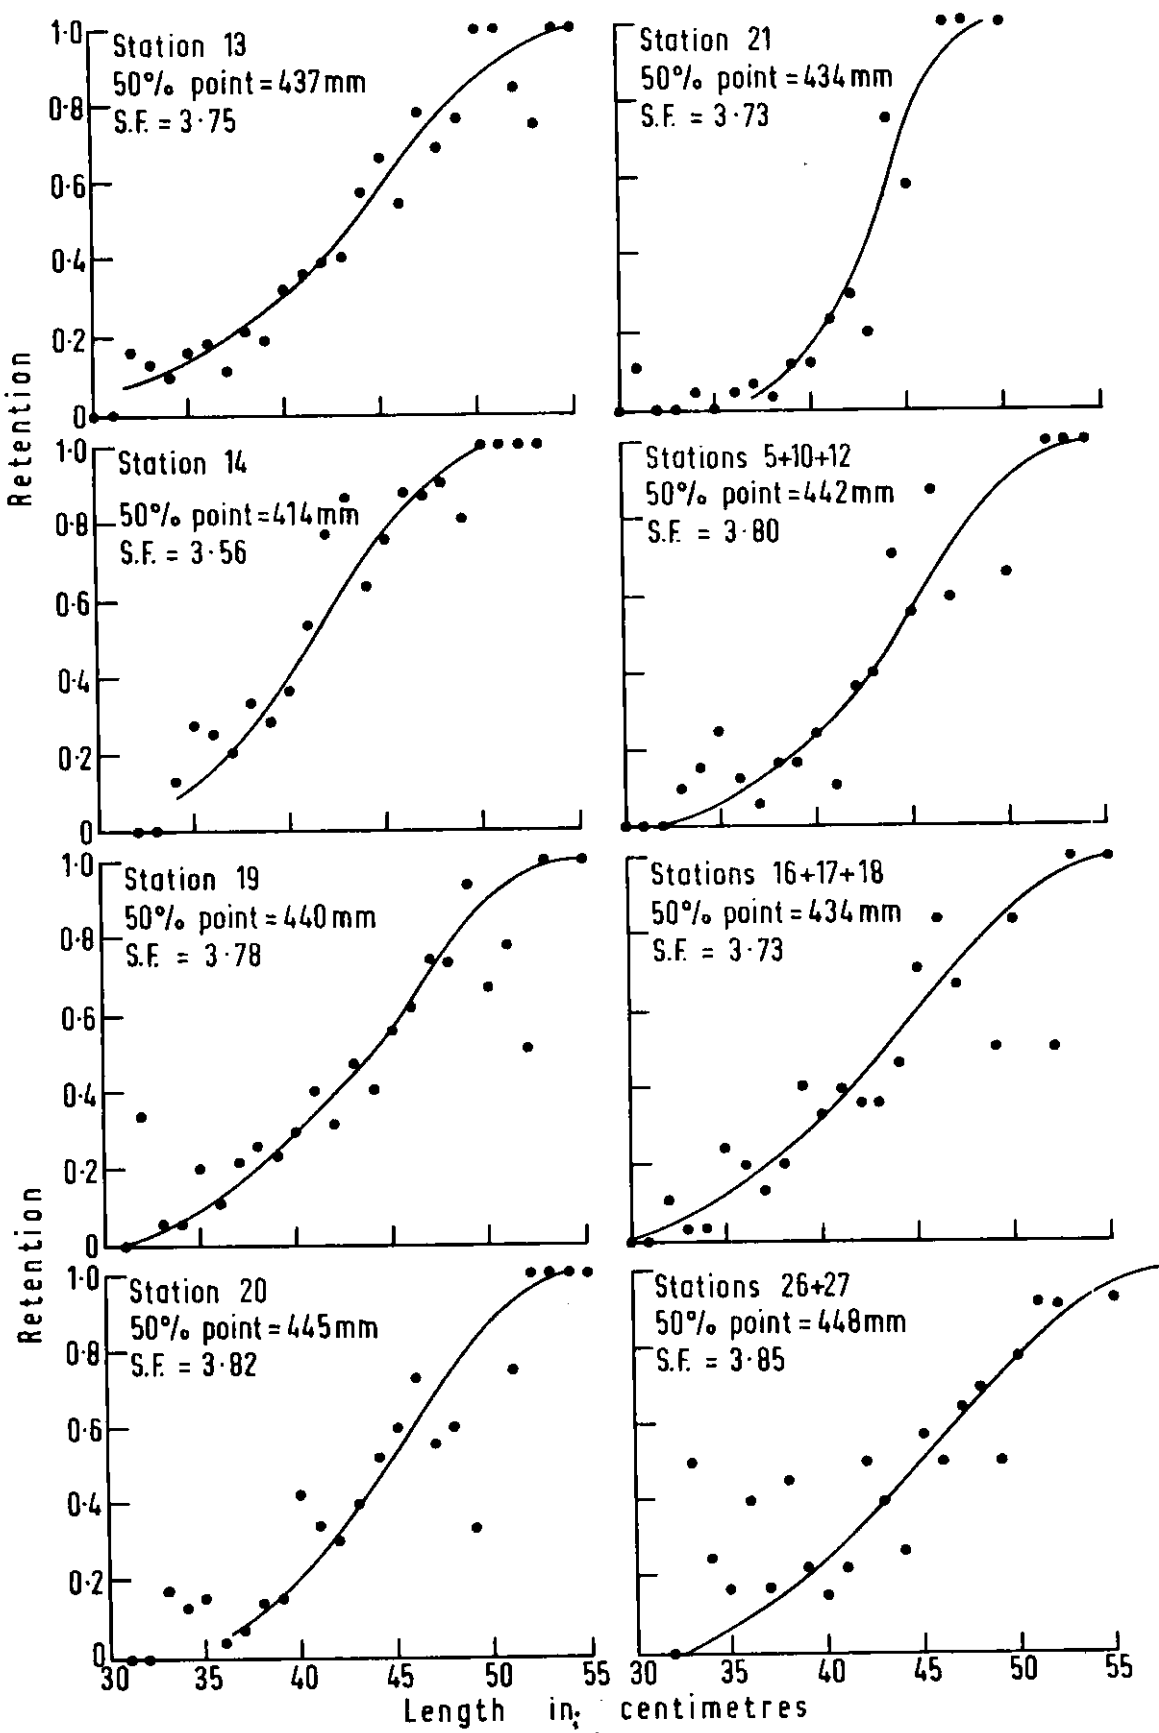 1·0
0·8
0·6
0·4
0·2
0
Retention
Station 13
50% point=437mm
S.F. = 3·75
Station 21
50% point=434mm
S.F. = 3·73
1·0
0·8
0·6
0·4
0·2
0
Station 14
50% point=414mm
S.F. = 3·56
Stations 5+10+12
50% point=442mm
S.F. = 3·80
1·0
0·8
0·6
0·4
0·2
0
Retention
Station 19
50% point=440mm
S.F. = 3·78
Stations 16+17+18
50% point=434mm
S.F. = 3·73
1·0
0·8
0·6
0·4
0·2
0
Station 20
50% point=445mm
S.F. = 3·82
Stations 26+27
50% point=448mm
S.F. = 3·85
30 35 40 45 50 55 30 35 40 45 50 55
Length in centimetres